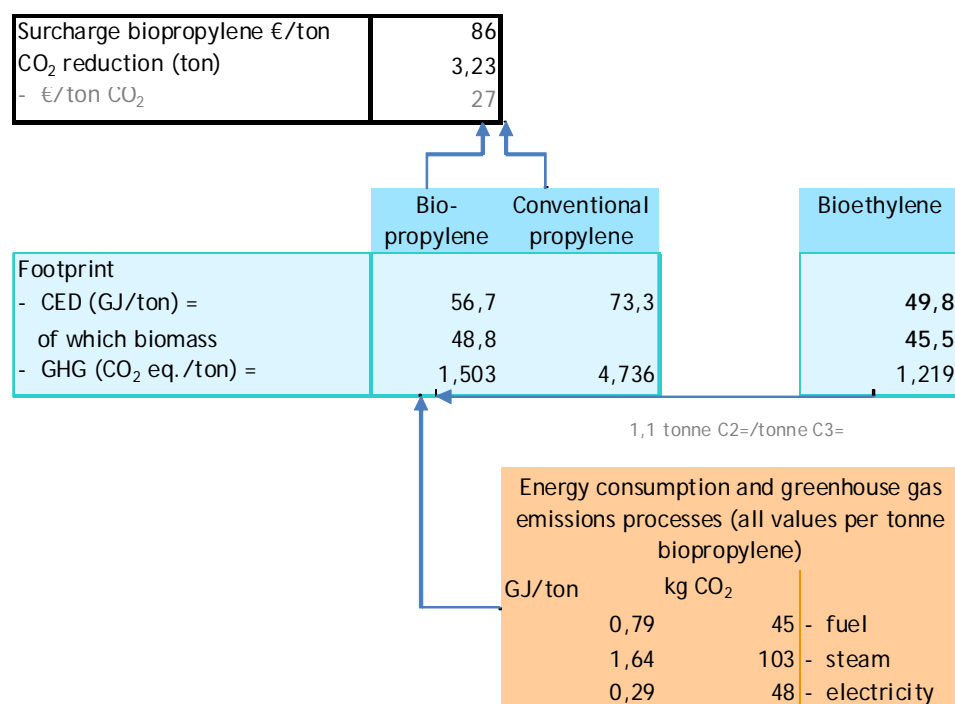 Surcharge biopropylene €/ton 86
CO₂ reduction (ton) 3,23
- €/ton CO₂ 27
Bio- Conventional Bioethylene
propylene propylene
Footprint
- CED (GJ/ton) = 56,7 73,3 49,8
of which biomass 48,8 45,5
- GHG (CO₂ eq./ton) = 1,503 4,736 1,219
1,1 tonne C2=/tonne C3=
Energy consumption and greenhouse gas
emissions processes (all values per tonne
biopropylene)
GJ/ton kg CO₂
0,79 45 - fuel
1,64 103 - steam
0,29 48 - electricity